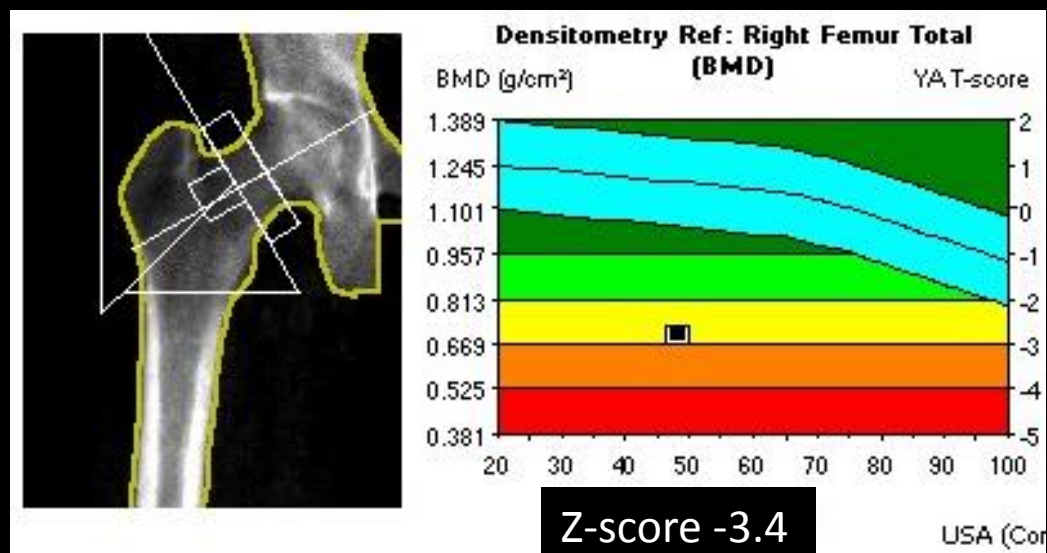 Densitometry Ref: Right Femur Total
(BMD)
BMD (g/cm²)
YA T-score
1.389
1.245
1.101
0.957
0.813
0.669
0.525
0.381
2
1
0
-1
-2
-3
-4
-5
20 30 40 50 60 70 80 90 100
Z-score -3.4
USA (Cor